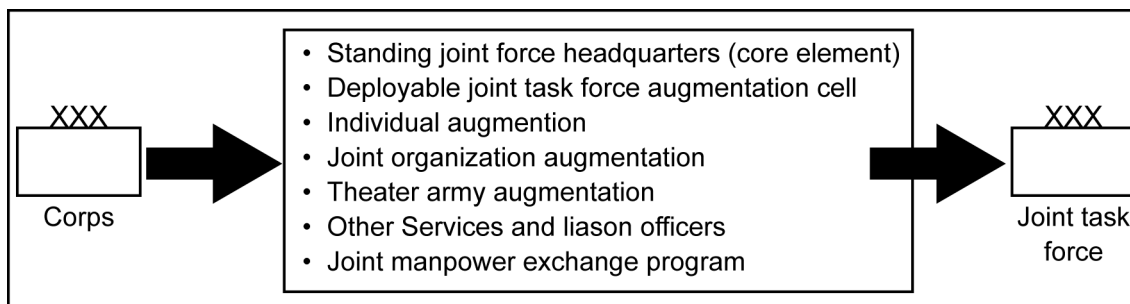 XXX
Corps
• Standing joint force headquarters (core element)
• Deployable joint task force augmentation cell
• Individual augmention
• Joint organization augmentation
• Theater army augmentation
• Other Services and liason officers
• Joint manpower exchange program
XXX
Joint task
force